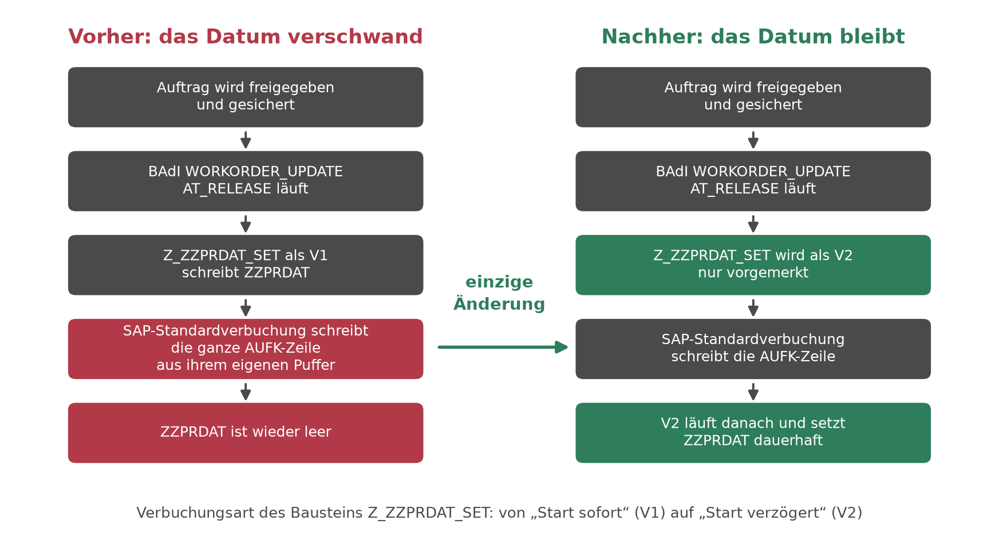 Vorher: das Datum verschwand
Auftrag wird freigegeben
und gesichert
BAdI WORKORDER_UPDATE
AT_RELEASE läuft
Z_ZZPRDAT_SET als V1
schreibt ZZPRDAT
SAP-Standardverbuchung schreibt
die ganze AUFK-Zeile
aus ihrem eigenen Puffer
ZZPRDAT ist wieder leer
einzige
Änderung
Nachher: das Datum bleibt
Auftrag wird freigegeben
und gesichert
BAdI WORKORDER_UPDATE
AT_RELEASE läuft
Z_ZZPRDAT_SET wird als V2
nur vorgemerkt
SAP-Standardverbuchung
schreibt die AUFK-Zeile
V2 läuft danach und setzt
ZZPRDAT dauerhaft
Verbuchungsart des Bausteins Z_ZZPRDAT_SET: von „Start sofort“ (V1) auf „Start verzögert“ (V2)